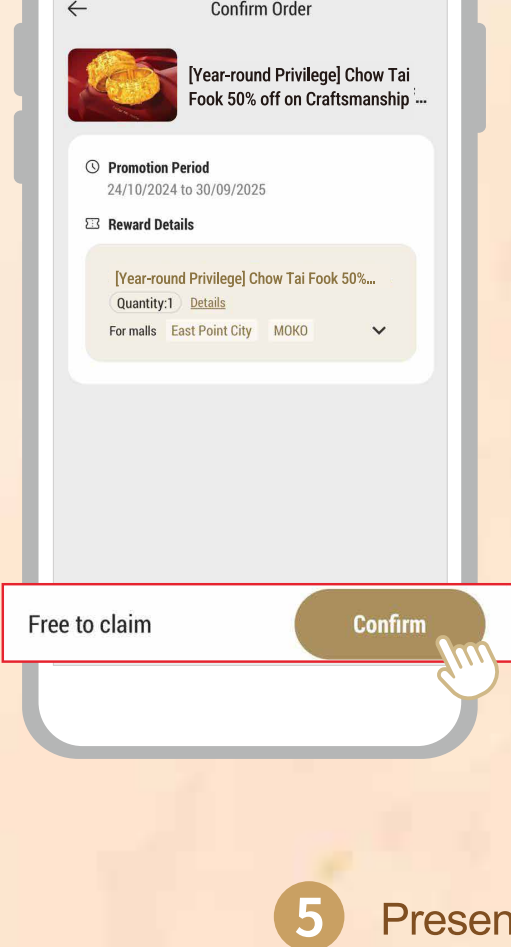 Confirm Order
[Year-round Privilege] Chow Tai
Fook 50% off on Craftsmanship ...
Promotion Period
24/10/2024 to 30/09/2025
Reward Details
[Year-round Privilege] Chow Tai Fook 50%...
Quantity:1 Details
For malls East Point City MOKO
Free to claim Confirm
5 Presen